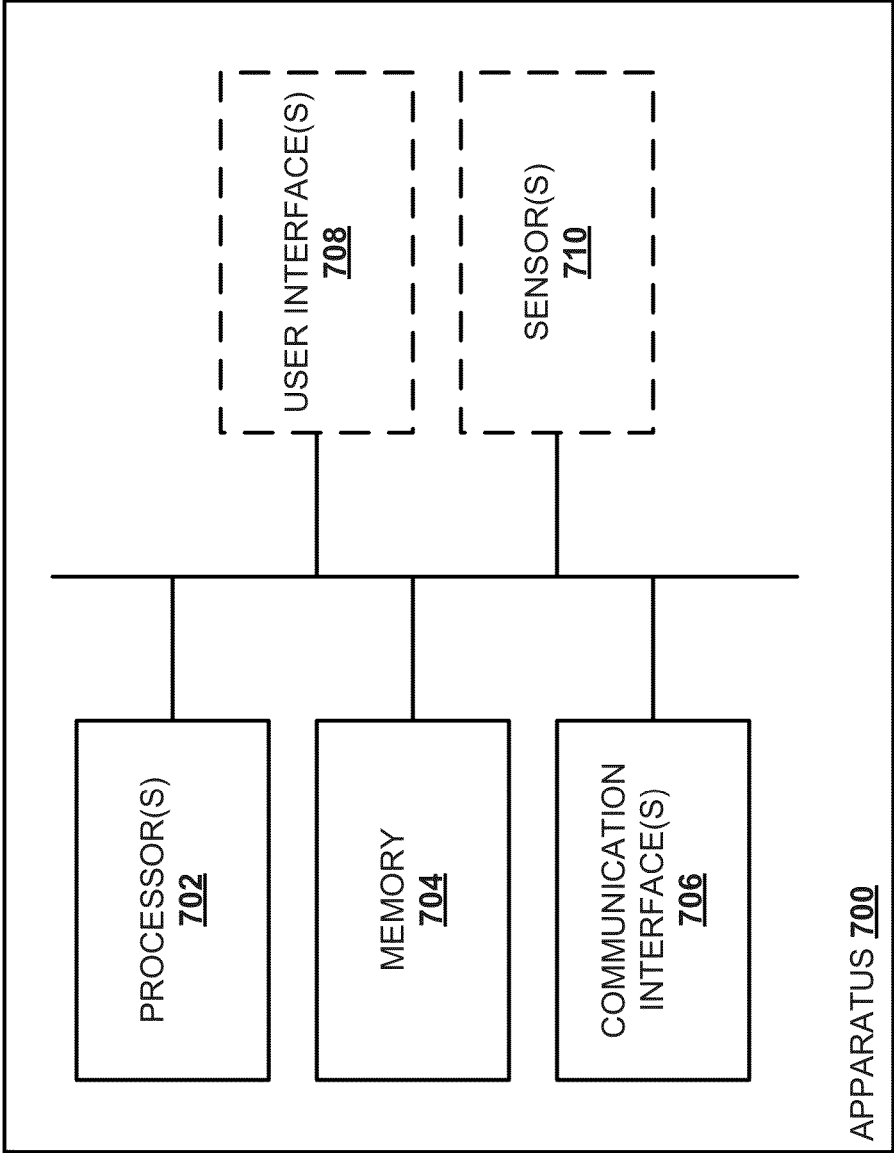 PROCESSOR(S)
702
MEMORY
704
COMMUNICATION
INTERFACE(S)
706
USER INTERFACE(S)
708
SENSOR(S)
710
APPARATUS 700